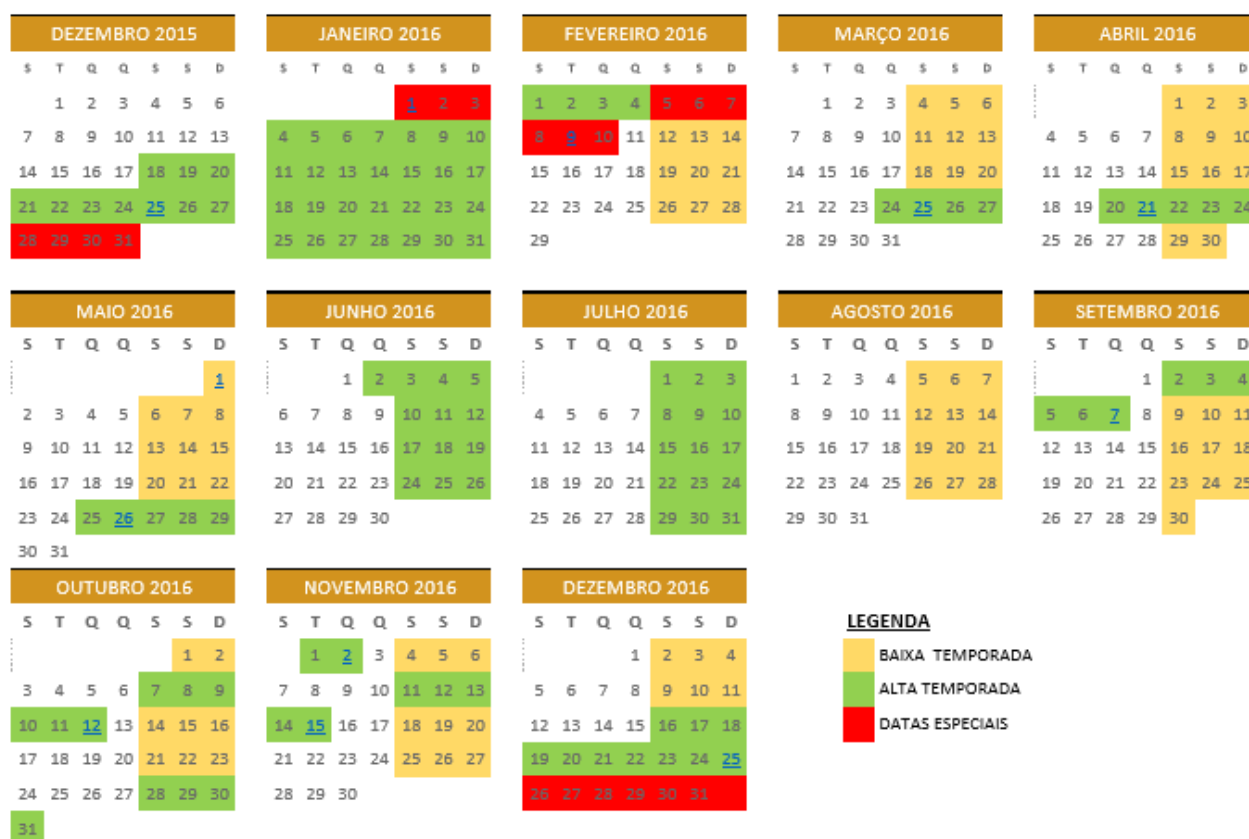 DEZEMBRO 2015 JANEIRO 2016 FEVEREIRO 2016 MARÇO 2016 ABRIL 2016
S T Q Q S S D S T Q Q S S D S T Q Q S S D S T Q Q S S D S T Q Q S S D
1 2 3 4 5 6 1 2 3 1 2 3 4 5 6 7 1 2 3 4 5 6 1 2 3
7 8 9 10 11 12 13 4 5 6 7 8 9 10 8 9 10 11 12 13 14 7 8 9 10 11 12 13 4 5 6 7 8 9 10
14 15 16 17 18 19 20 11 12 13 14 15 16 17 15 16 17 18 19 20 21 14 15 16 17 18 19 20 11 12 13 14 15 16 17
21 22 23 24 25 26 27 18 19 20 21 22 23 24 22 23 24 25 26 27 28 21 22 23 24 25 26 27 18 19 20 21 22 23 24
28 29 30 31 25 26 27 28 29 30 31 29 28 29 30 31 25 26 27 28 29 30
MAIO 2016 JUNHO 2016 JULHO 2016 AGOSTO 2016 SETEMBRO 2016
S T Q Q S S D S T Q Q S S D S T Q Q S S D S T Q Q S S D S T Q Q S S D
1 1 2 3 4 5 1 2 3 1 2 3 4 5 6 7 1 2 3 4
2 3 4 5 6 7 8 6 7 8 9 10 11 12 4 5 6 7 8 9 10 8 9 10 11 12 13 14 5 6 7 8 9 10 11
9 10 11 12 13 14 15 13 14 15 16 17 18 19 11 12 13 14 15 16 17 15 16 17 18 19 20 21 12 13 14 15 16 17 18
16 17 18 19 20 21 22 20 21 22 23 24 25 26 18 19 20 21 22 23 24 22 23 24 25 26 27 28 19 20 21 22 23 24 25
23 24 25 26 27 28 29 27 28 29 30 25 26 27 28 29 30 31 29 30 31 26 27 28 29 30
30 31
OUTUBRO 2016 NOVEMBRO 2016 DEZEMBRO 2016
S T Q Q S S D S T Q Q S S D S T Q Q S S D
1 2 1 2 3 4 5 6 1 2 3 4
3 4 5 6 7 8 9 7 8 9 10 11 12 13 5 6 7 8 9 10 11
10 11 12 13 14 15 16 14 15 16 17 18 19 20 12 13 14 15 16 17 18
17 18 19 20 21 22 23 21 22 23 24 25 26 27 19 20 21 22 23 24 25
24 25 26 27 28 29 30 28 29 30 26 27 28 29 30 31
31
LEGENDA
BAIXA TEMPORADA
ALTA TEMPORADA
DATAS ESPECIAIS